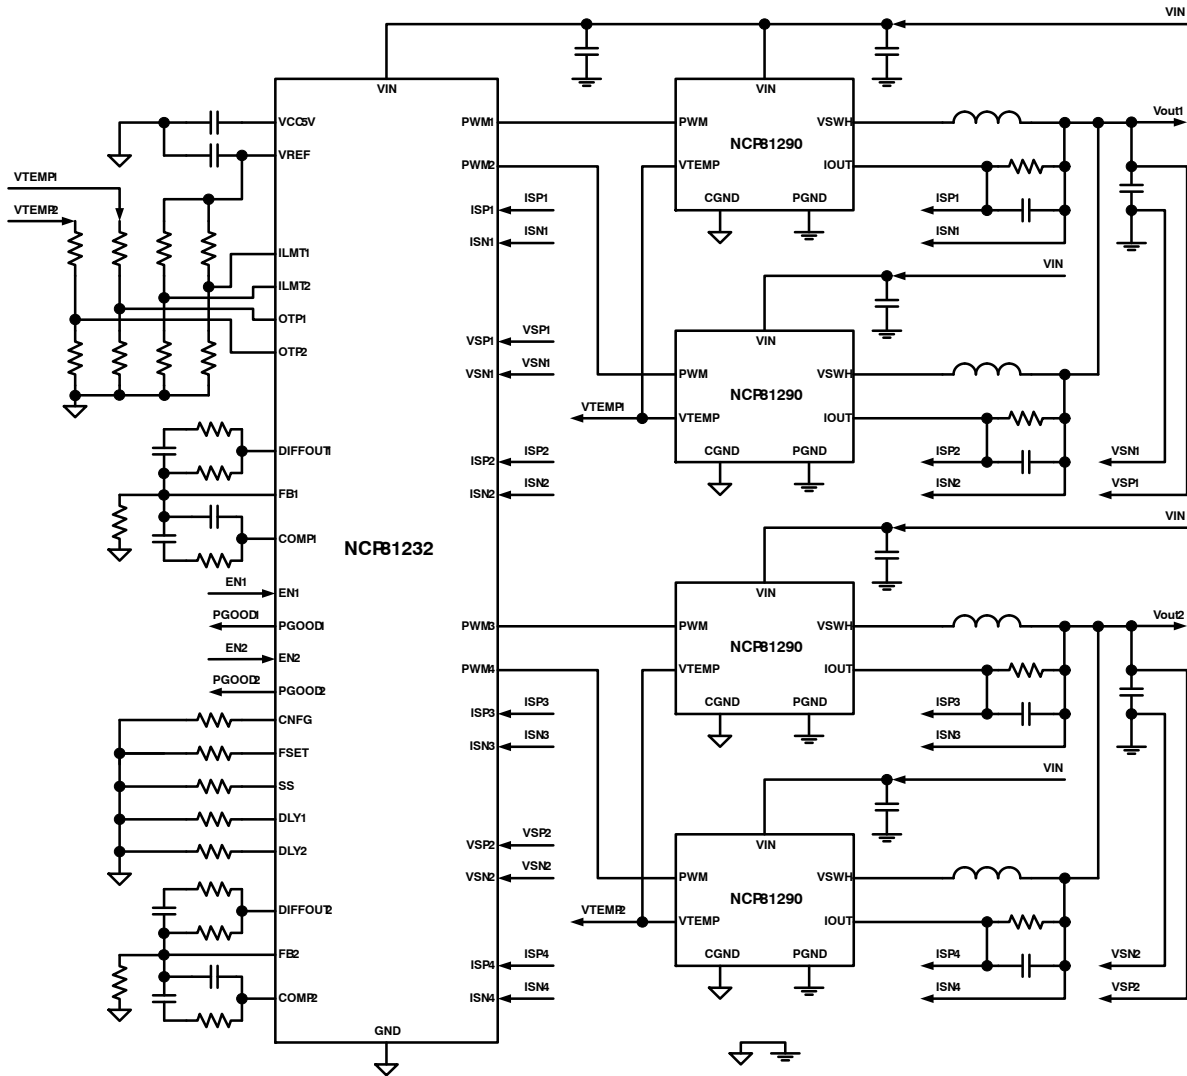 VIN
VIN
VIN
VCC5V
PWM1
PWM
VSWH
Vout1
NCP81290
VREF
PWM2
VTEMP
IOUT
VTEMP1
VTEMP2
ISP1
ISP1
CGND
PGND
ISP1
ISN1
ISN1
ISN1
ILMT1
VIN
ILMT2
OTP1
VSP1
VSP1
VIN
OTP2
VSN1
VSN1
PWM
VSWH
NCP81290
VTEMP1
VTEMP
IOUT
DIFFOUT1
ISP2
ISP2
CGND
PGND
ISP2
VSN1
FB1
ISN2
ISN2
ISN2
VSP1
VIN
COMP1
NCP81232
EN1
EN1
VIN
PGOOD1
PGOOD1
PWM3
PWM
VSWH
Vout2
NCP81290
EN2
EN2
PWM4
VTEMP
IOUT
PGOOD2
PGOOD2
ISP3
ISP3
CGND
PGND
ISP3
CNFG
ISN3
ISN3
ISN3
FSET
VIN
SS
DLY1
VSP2
VSP2
VIN
DLY2
VSN2
VSN2
PWM
VSWH
NCP81290
DIFFOUT2
VTEMP2
VTEMP
IOUT
FB2
ISP4
ISP4
CGND
PGND
ISP4
VSN2
COMP2
ISN4
ISN4
ISN4
VSP2
GND